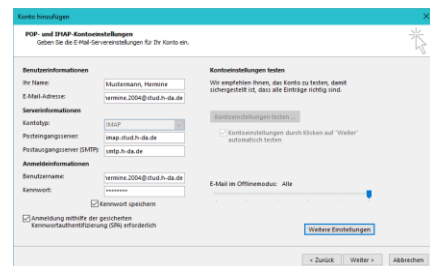 Konto hinzufügen
POP- und IMAP-Kontoeinstellungen
Geben Sie die E-Mail-Servereinstellungen für Ihr Konto ein.
Benutzerinformationen
Ihr Name: Mustermann, Hermine
E-Mail-Adresse: hermine.2004@stud.h-da.de
Serverinformationen
Kontotyp: IMAP
Posteingangsserver: imap.stud.h-da.de
Postausgangsserver (SMTP): smtp.h-da.de
Anmeldeinformationen
Benutzername: hermine.2004@stud.h-da.de
Kennwort: ********
Kennwort speichern
Anmeldung mithilfe der gesicherten
Kennwortauthentifizierung (SPA) erforderlich
Kontoeinstellungen testen
Wir empfehlen Ihnen, das Konto zu testen, damit
sichergestellt ist, dass alle Einträge richtig sind.
Kontoeinstellungen testen ...
Kontoeinstellungen durch Klicken auf "Weiter"
automatisch testen
E-Mail im Offlinemodus: Alle
Weitere Einstellungen
< Zurück Weiter > Abbrechen